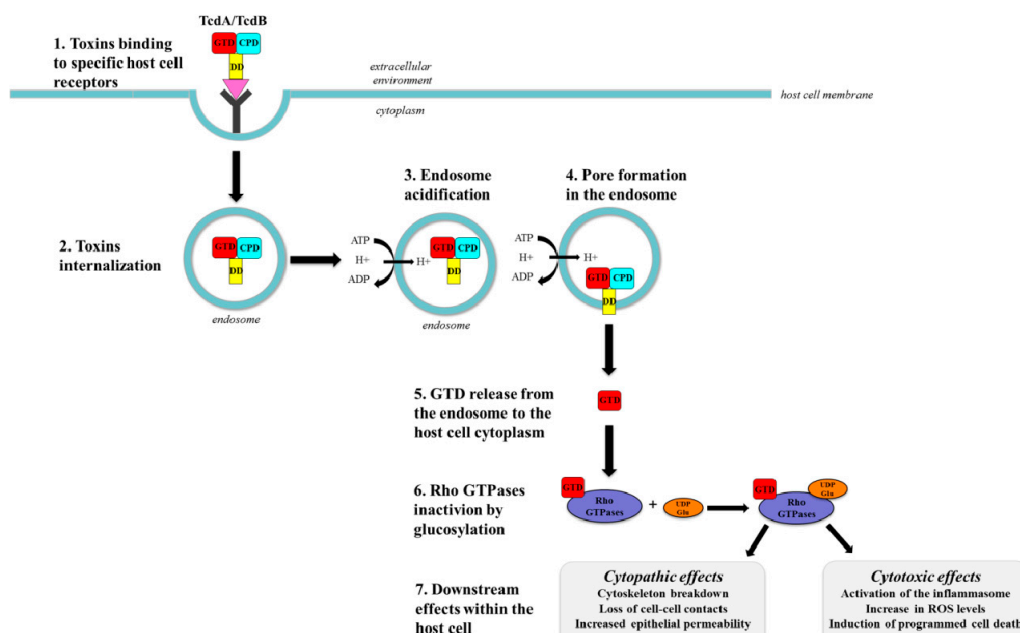 TcdA/TcdB
GTD CPD
DD
1. Toxins binding
to specific host cell
receptors
extracellular
environment
cytoplasm
host cell membrane
2. Toxins
internalization
GTD CPD
DD
endosome
3. Endosome
acidification
ATP
H+
ADP
H+
GTD CPD
DD
endosome
4. Pore formation
in the endosome
ATP
H+
ADP
H+
GTD CPD
DD
5. GTD release from
the endosome to the
host cell cytoplasm
GTD
6. Rho GTPases
inactivion by
glucosylation
GTD
Rho
GTPases
+
UDP
Glu
GTD
UDP
Glu
Rho
GTPases
7. Downstream
effects within the
host cell
Cytopathic effects
Cytoskeleton breakdown
Loss of cell-cell contacts
Increased epithelial permeability
Cytotoxic effects
Activation of the inflammasome
Increase in ROS levels
Induction of programmed cell death